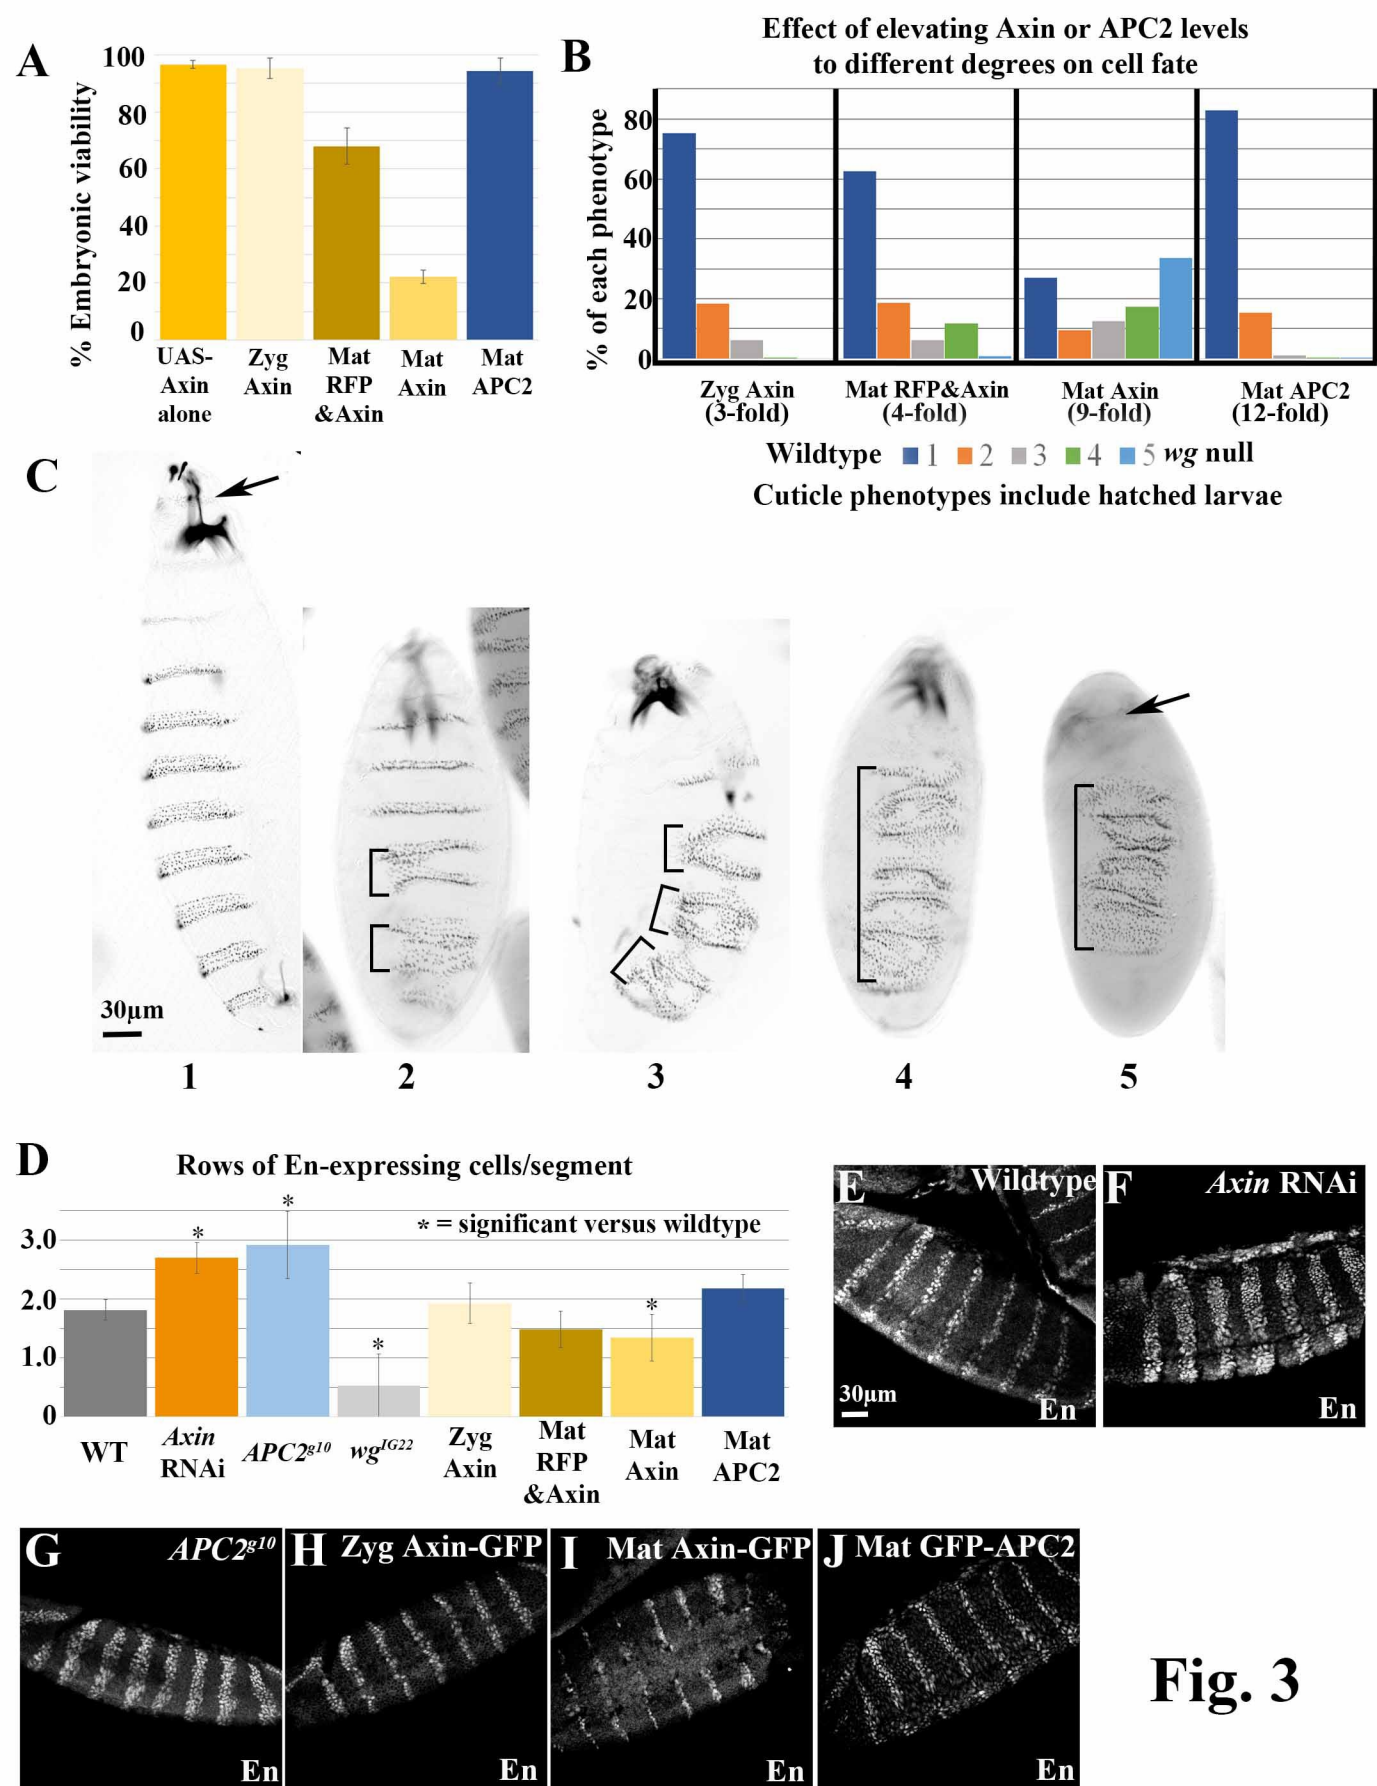 A
% Embryonic viability
100
80
60
40
20
0
UAS-
Axin
alone
Zyg
Axin
Mat
RFP
&Axin
Mat
Axin
Mat
APC2
B
Effect of elevating Axin or APC2 levels
to different degrees on cell fate
% of each phenotype
80
60
40
20
0
Zyg Axin
(3-fold)
Mat RFP&Axin
(4-fold)
Mat Axin
(9-fold)
Mat APC2
(12-fold)
Wildtype 1 2 3 4 5 wg null
Cuticle phenotypes include hatched larvae
C
30µm
1
2
3
4
5
D
Rows of En-expressing cells/segment
* = significant versus wildtype
3.0
2.0
1.0
0
*
*
*
*
WT
Axin
RNAi
APC2g10
wgIG22
Zyg
Axin
Mat
RFP
&Axin
Mat
Axin
Mat
APC2
E
Wildtype
30µm
En
F
Axin RNAi
En
G
APC2g10
En
H
Zyg Axin-GFP
En
I
Mat Axin-GFP
En
J
Mat GFP-APC2
En
Fig. 3